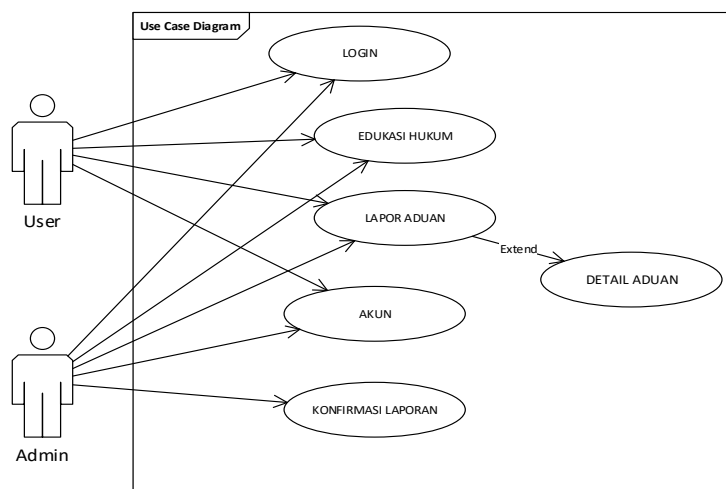 Use Case Diagram
LOGIN
EDUKASI HUKUM
User
LAPOR ADUAN
Extend
DETAIL ADUAN
AKUN
KONFIRMASI LAPORAN
Admin